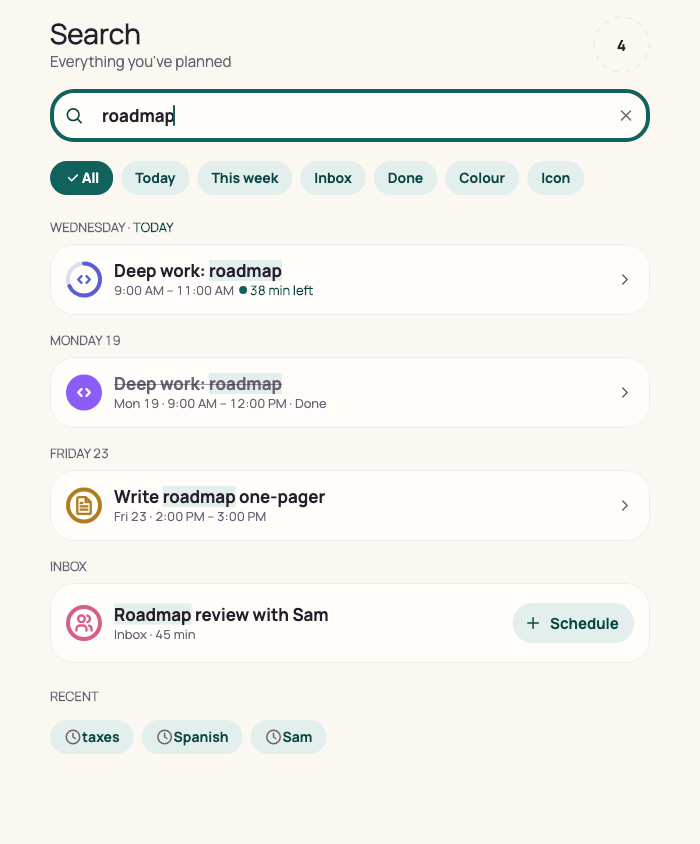 Search
Everything you've planned
4
roadmap
All
Today
This week
Inbox
Done
Colour
Icon
WEDNESDAY · TODAY
Deep work: roadmap
9:00 AM – 11:00 AM ● 38 min left
MONDAY 19
Deep work: roadmap
Mon 19 · 9:00 AM – 12:00 PM · Done
FRIDAY 23
Write roadmap one-pager
Fri 23 · 2:00 PM – 3:00 PM
INBOX
Roadmap review with Sam
Inbox · 45 min
Schedule
RECENT
taxes
Spanish
Sam